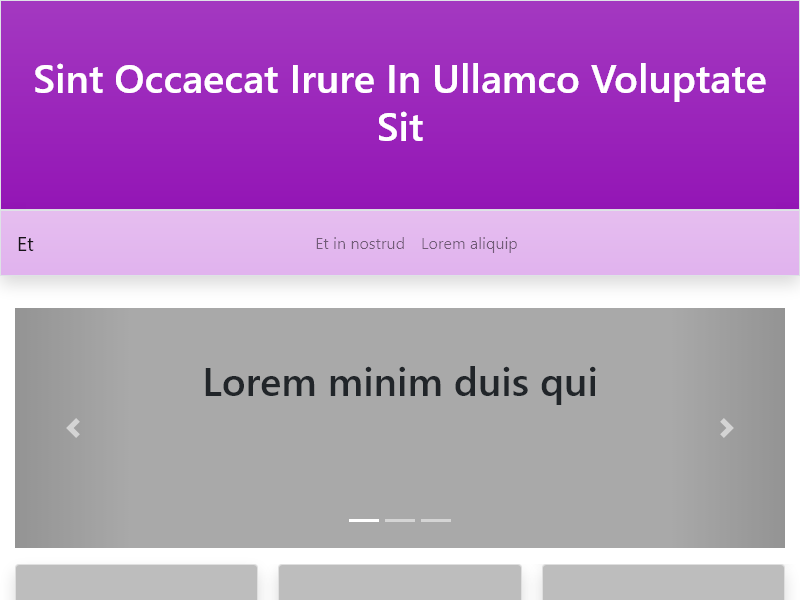 Sint Occaecat Irure In Ullamco Voluptate
Sit
Et
Et in nostrud
Lorem aliquip
Lorem minim duis qui